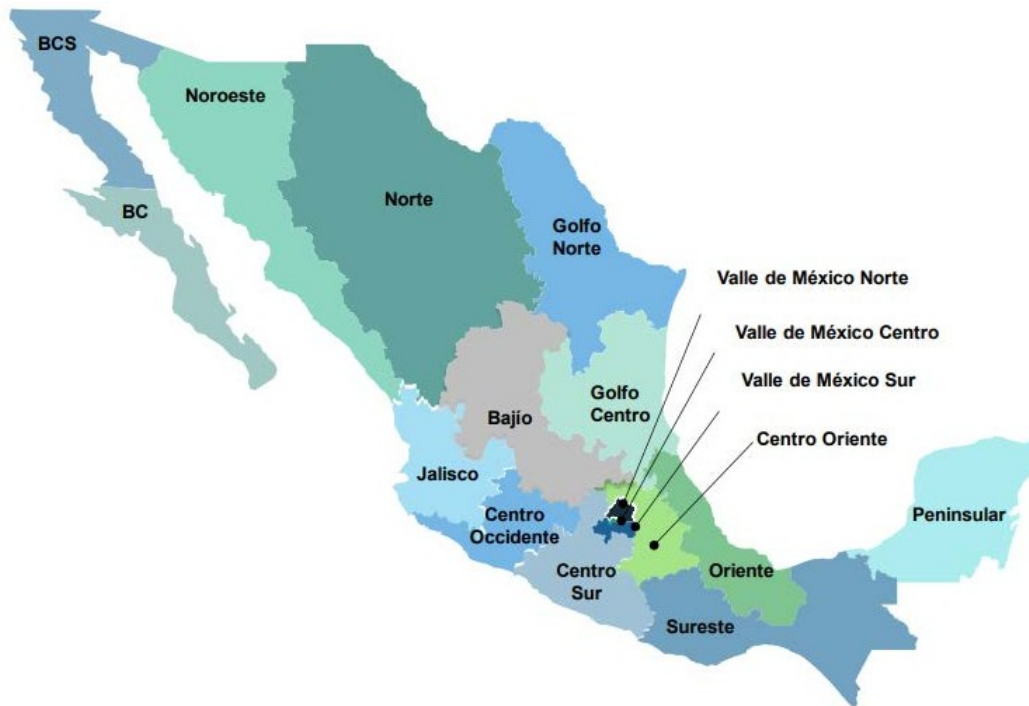 BCS
Noroeste
Norte
BC
Golfo
Norte
Valle de México Norte
Valle de México Centro
Valle de México Sur
Golfo
Centro
Bajío
Centro Oriente
Jalisco
Centro
Occidente
Peninsular
Centro
Sur
Oriente
Sureste